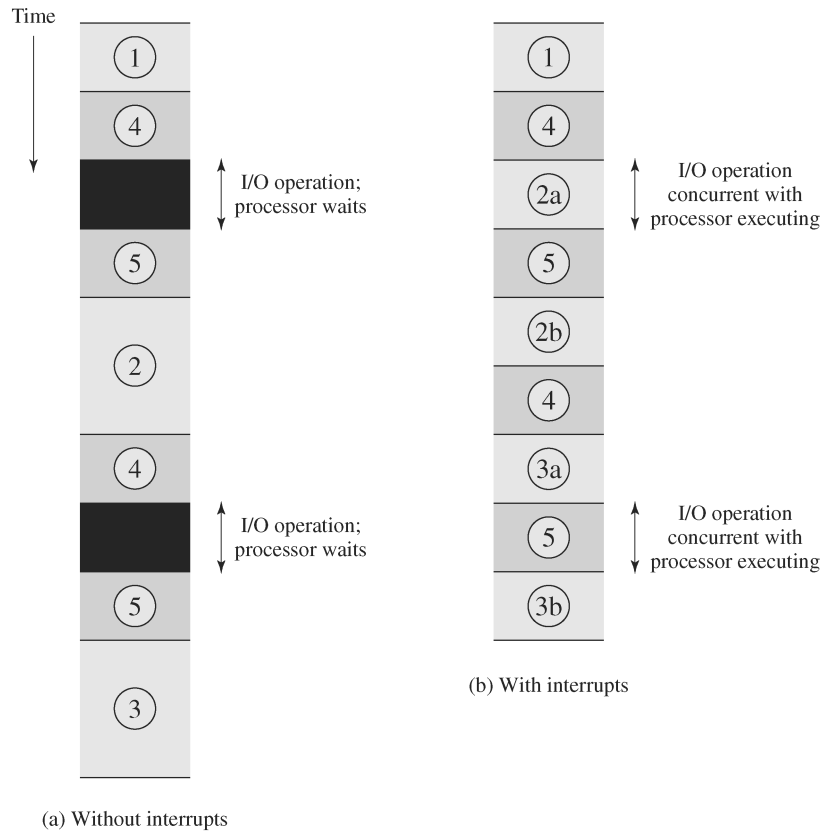 Time
1
4
I/O operation;
processor waits
5
2
4
I/O operation;
processor waits
5
3
(a) Without interrupts
1
4
2a
I/O operation
concurrent with
processor executing
5
2b
4
3a
5
I/O operation
concurrent with
processor executing
3b
(b) With interrupts